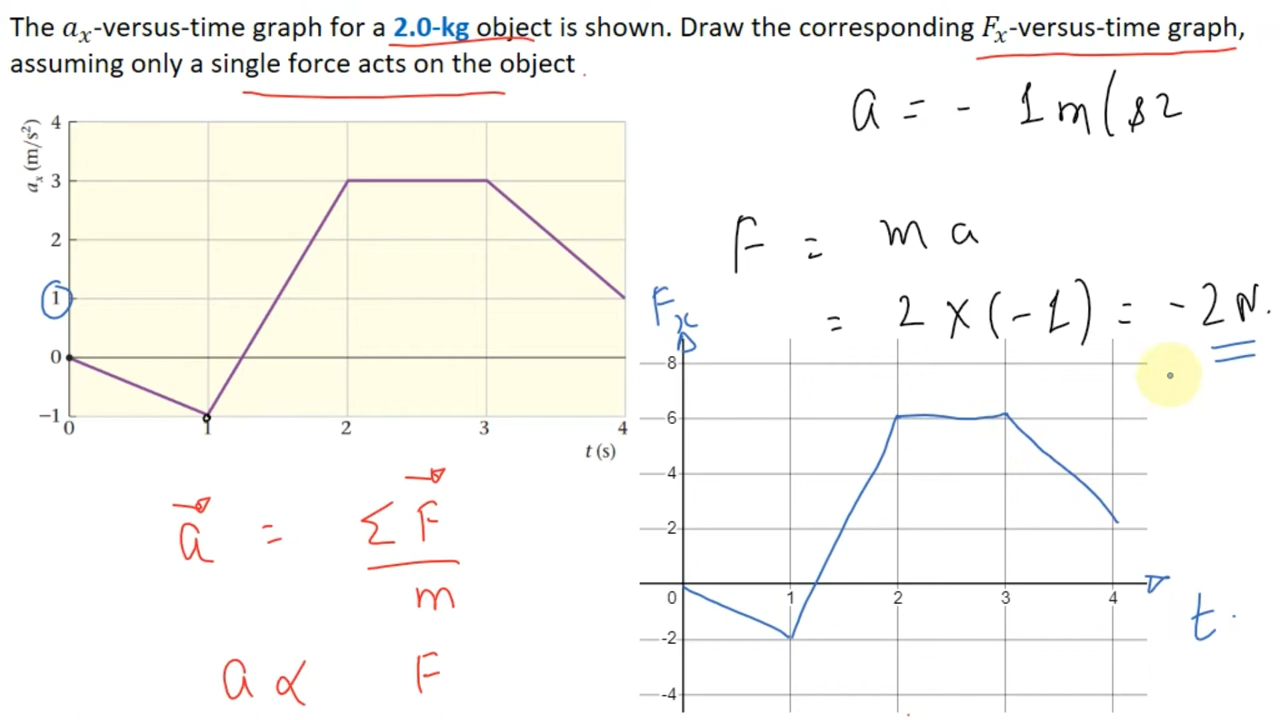 The aₓ-versus-time graph for a 2.0-kg object is shown. Draw the corresponding Fₓ-versus-time graph,
assuming only a single force acts on the object
a = - 1 m/s2
F = m a
= 2 × (-1) = -2 N.
aₓ (m/s²)
4
3
2
1
0
-1
0 1 2 3 4
t (s)
Fₓ
8
6
4
2
0 1 2 3 4
-2
-4
t.
a = ΣF
m
a ∝ F